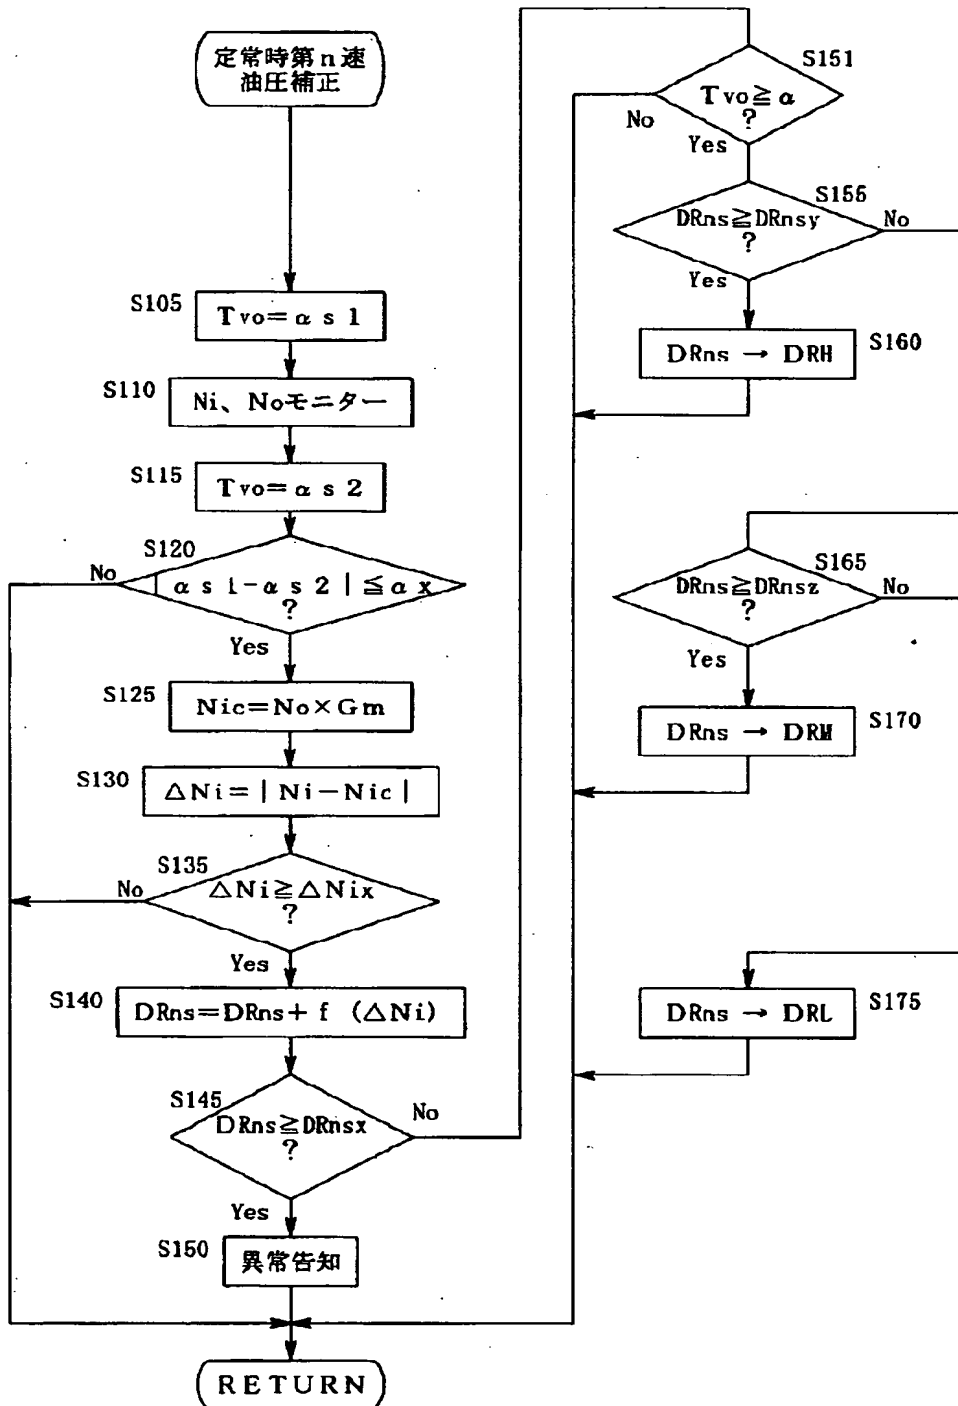 定常時第n速
油圧補正
S105
Tvo=αs1
S110
Ni、Noモニター
S115
Tvo=αs2
S120
No
|αs1-αs2|≦αx
?
Yes
S125
Nic=No×Gm
S130
△Ni=|Ni-Nic|
S135
No
△Ni≧△Nix
?
Yes
S140
DRns=DRns+f(△Ni)
S145
No
DRns≧DRnsx
?
Yes
S150
異常告知
RETURN
S151
Tvo≧α
?
No
Yes
S155
DRns≧DRnsy
No
?
Yes
DRns → DRH
S160
S165
DRns≧DRnsz
No
?
Yes
DRns → DRM
S170
DRns → DRL
S175